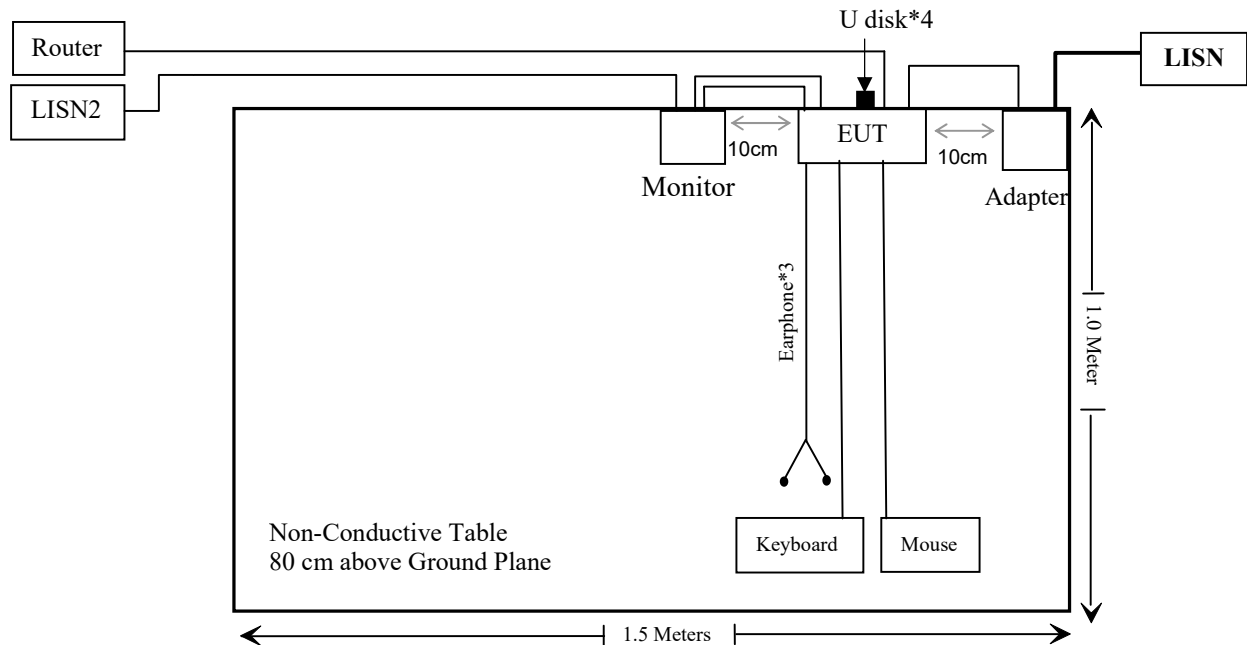 U disk*4
Router
LISN
LISN2
EUT
10cm
10cm
Monitor
Adapter
Earphone*3
1.0 Meter
Non-Conductive Table
80 cm above Ground Plane
Keyboard
Mouse
1.5 Meters